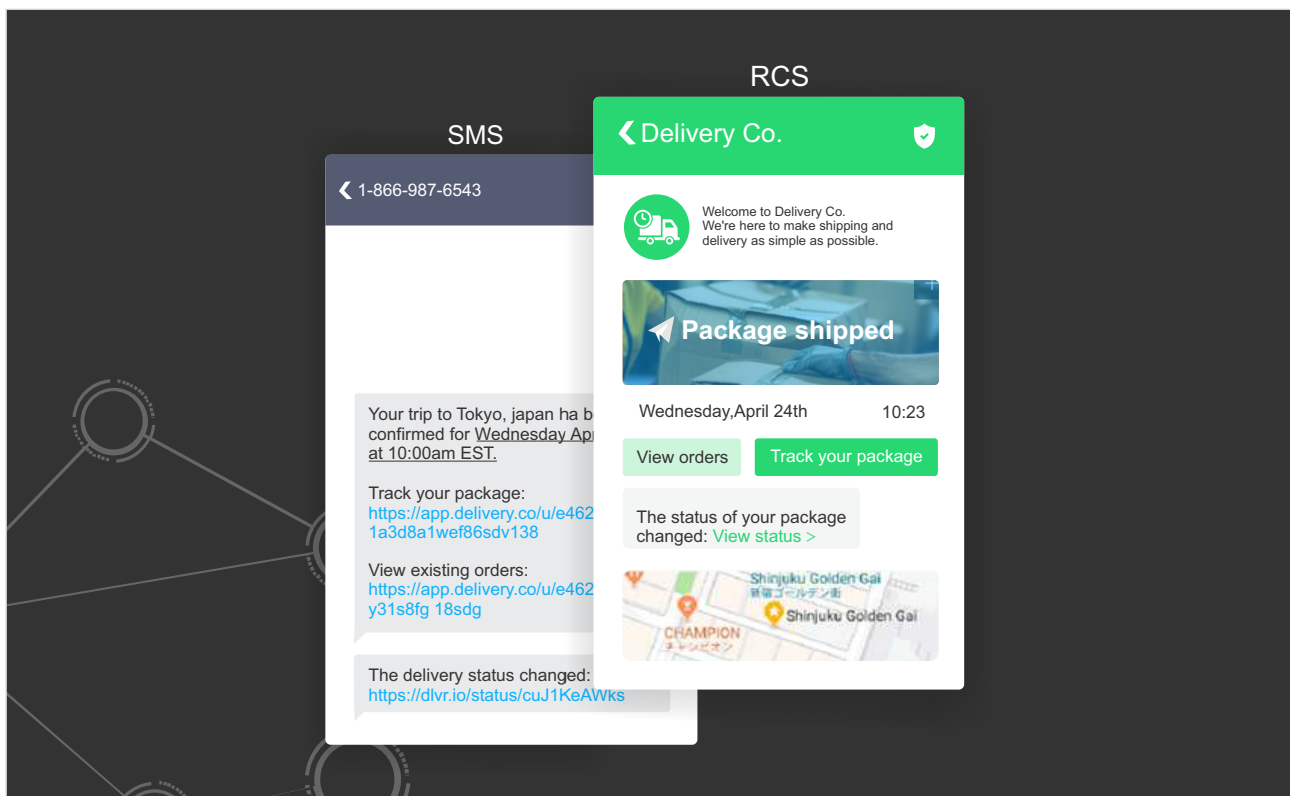 SMS
1-866-987-6543
Your trip to Tokyo, japan ha b
confirmed for Wednesday Apr
at 10:00am EST.
Track your package:
https://app.delivery.co/u/e462
1a3d8a1wef86sdv138
View existing orders:
https://app.delivery.co/u/e462
y31s8fg 18sdg
The delivery status changed:
https://dlvr.io/status/cuJ1KeAWks
RCS
Delivery Co.
Welcome to Delivery Co.
We're here to make shipping and
delivery as simple as possible.
Package shipped
Wednesday,April 24th 10:23
View orders Track your package
The status of your package
changed: View status >
Shinjuku Golden Gai
新宿ゴールデン街
Shinjuku Golden Gai
CHAMPION
チャンピオン